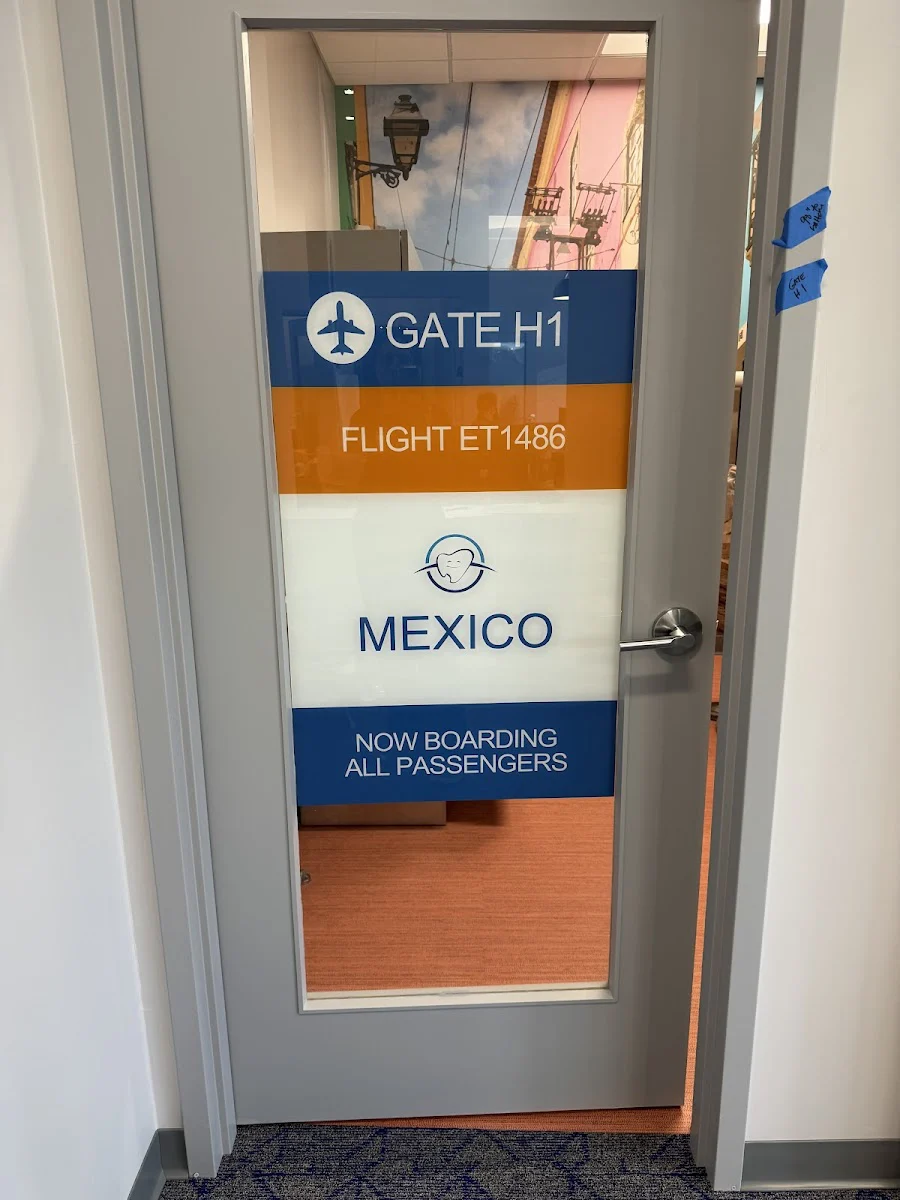 GATE H1
FLIGHT ET1486
MEXICO
NOW BOARDING
ALL PASSENGERS
GATE
H1